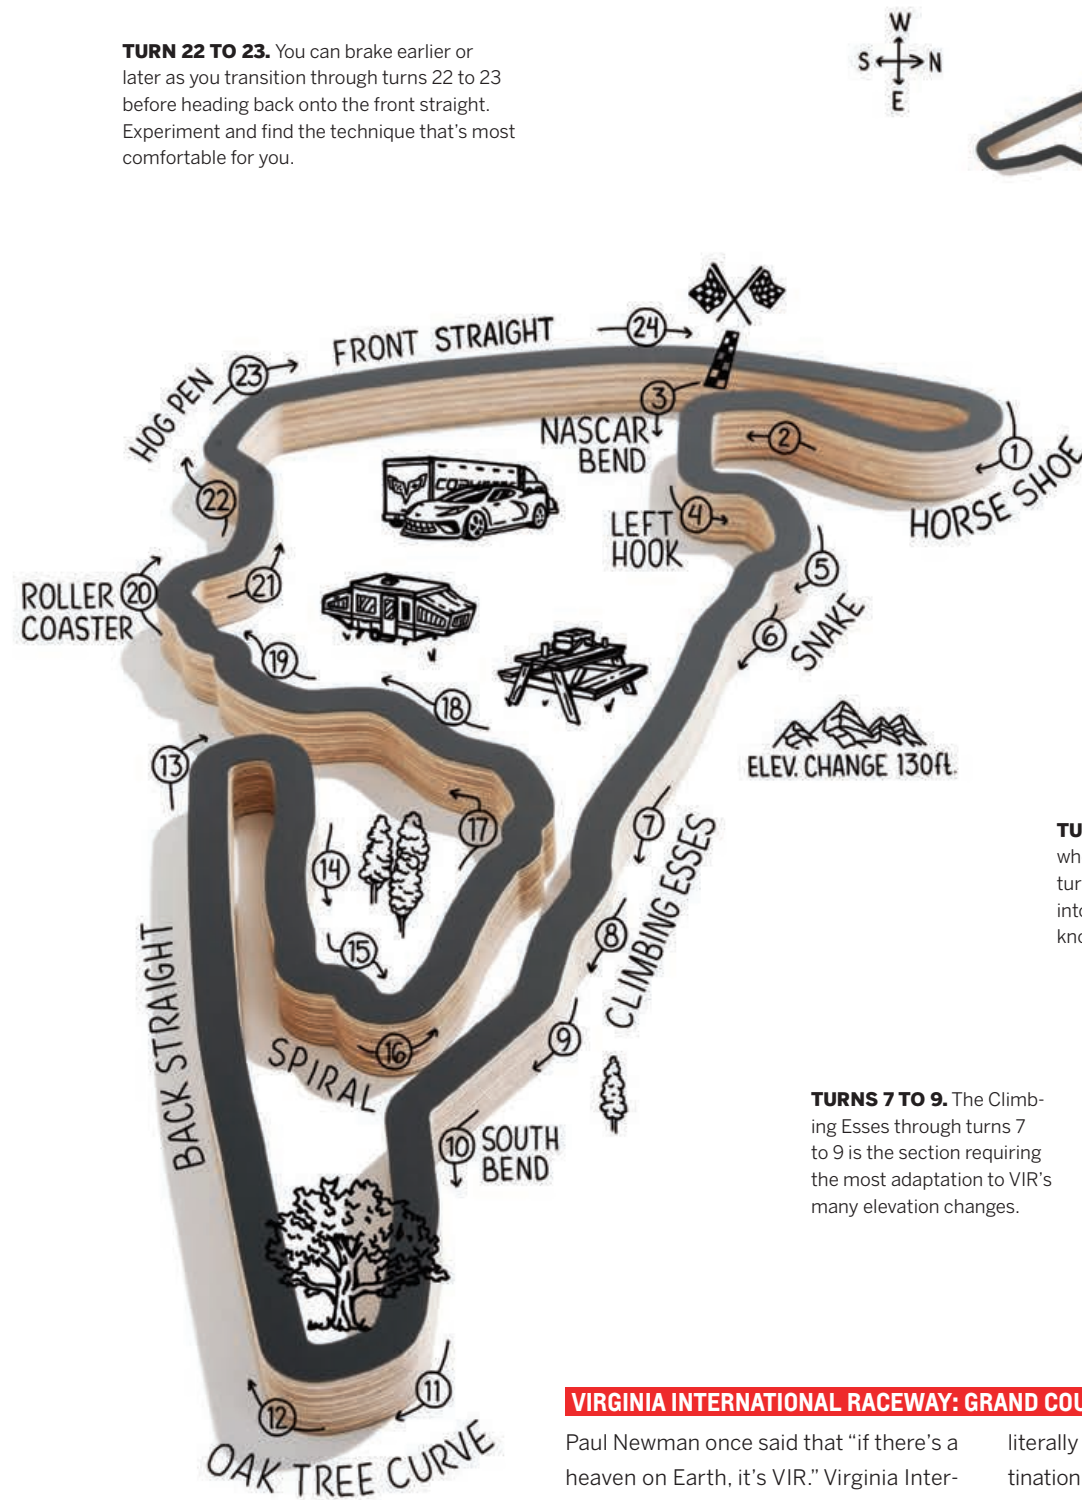 TURN 22 TO 23. You can brake earlier or
later as you transition through turns 22 to 23
before heading back onto the front straight.
Experiment and find the technique that's most
comfortable for you.
W
S N
E
FRONT STRAIGHT
24
23
HOG PEN
3
NASCAR
BEND
2
1
HORSE SHOE
22
4
LEFT
HOOK
5
21
ROLLER 20
COASTER
6
SNAKE
19
18
ELEV. CHANGE 130ft.
13
17
7
14
CLIMBING ESSES
8
15
BACK STRAIGHT
9
16
SPIRAL
10 SOUTH
BEND
TURNS 7 TO 9. The Climb-
ing Esses through turns 7
to 9 is the section requiring
the most adaptation to VIR's
many elevation changes.
TU
wh
tur
into
kno
11
12
OAK TREE CURVE
VIRGINIA INTERNATIONAL RACEWAY: GRAND COU
Paul Newman once said that “if there's a
heaven on Earth, it's VIR.” Virginia Inter-
literally
tination